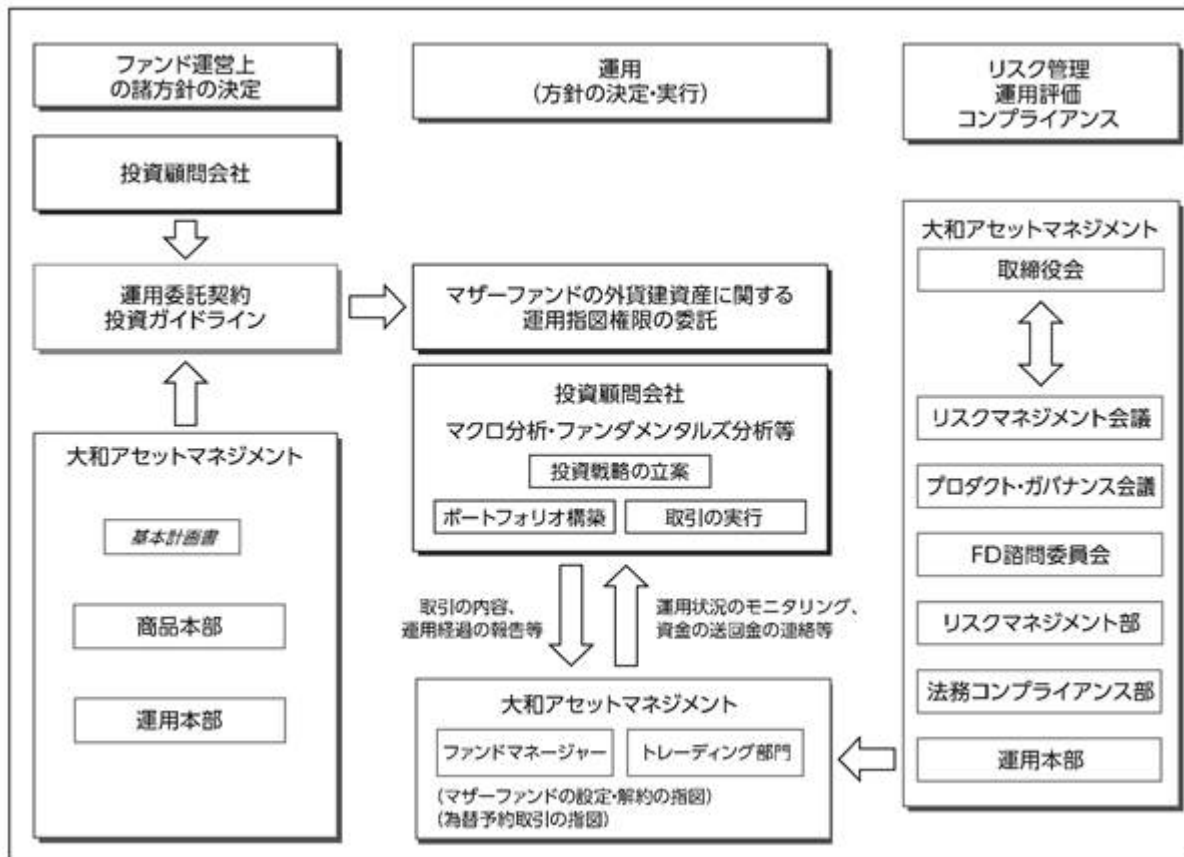 ファンド運営上
の諸方針の決定
運用
(方針の決定・実行)
リスク管理
運用評価
コンプライアンス
投資顧問会社
運用委託契約
投資ガイドライン
大和アセットマネジメント
基本計画書
商品本部
運用本部
マザーファンドの外貨建資産に関する
運用指図権限の委託
投資顧問会社
マクロ分析・ファンダメンタルズ分析等
投資戦略の立案
ポートフォリオ構築
取引の実行
取引の内容、
運用経過の報告等
運用状況のモニタリング、
資金の送回金の連絡等
大和アセットマネジメント
ファンドマネージャー
トレーディング部門
(マザーファンドの設定・解約の指図)
(為替予約取引の指図)
大和アセットマネジメント
取締役会
リスクマネジメント会議
プロダクト・ガバナンス会議
FD諮問委員会
リスクマネジメント部
法務コンプライアンス部
運用本部